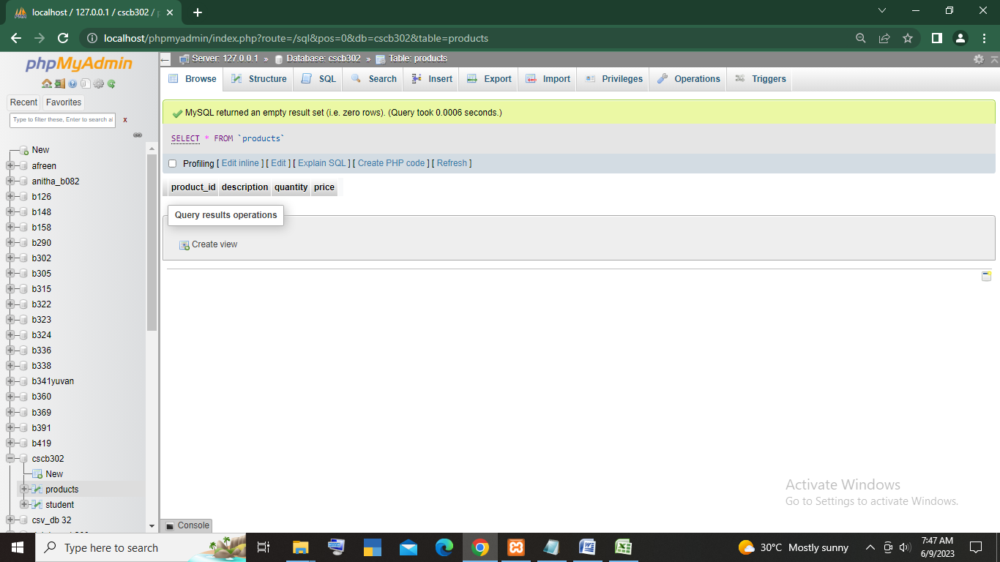 localhost / 127.0.0.1 / cscb302 / p
localhost/phpmyadmin/index.php?route=/sql&pos=0&db=cscb302&table=products
phpMyAdmin
Recent Favorites
Type to filter these, Enter to search al x
New
afreen
anitha_b082
b126
b148
b158
b290
b302
b305
b315
b322
b323
b324
b336
b338
b341yuvan
b360
b369
b391
b419
cscb302
New
products
student
csv_db 32
Server: 127.0.0.1 » Database: cscb302 » Table: products
Browse Structure SQL Search Insert Export Import Privileges Operations Triggers
MySQL returned an empty result set (i.e. zero rows). (Query took 0.0006 seconds.)
SELECT * FROM `products`
Profiling [ Edit inline ] [ Edit ] [ Explain SQL ] [ Create PHP code ] [ Refresh ]
product_id description quantity price
Query results operations
Create view
Activate Windows
Go to Settings to activate Windows.
Console
Type here to search
30°C Mostly sunny
7:47 AM
6/9/2023